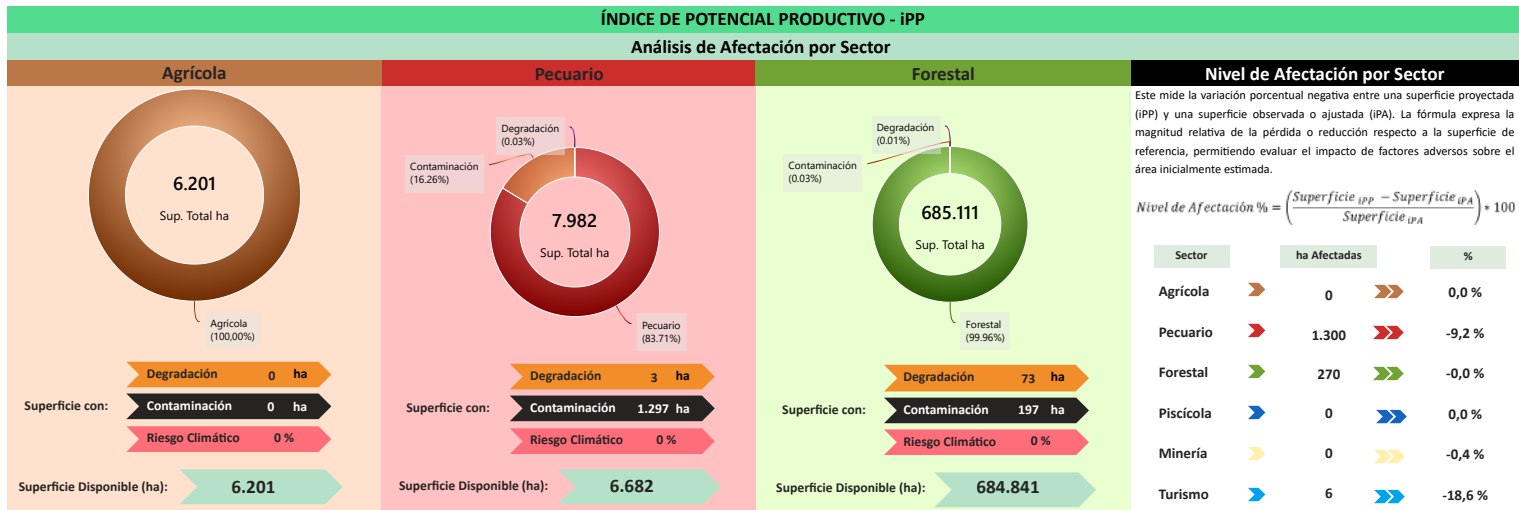 ÍNDICE DE POTENCIAL PRODUCTIVO - iPP
Análisis de Afectación por Sector
Agrícola
6.201
Sup. Total ha
Agrícola
(100,00%)
Superficie con:
Degradación 0 ha
Contaminación 0 ha
Riesgo Climático 0 %
Superficie Disponible (ha): 6.201
Pecuario
Degradación
(0.03%)
Contaminación
(16.26%)
7.982
Sup. Total ha
Pecuario
(83.71%)
Superficie con:
Degradación 3 ha
Contaminación 1.297 ha
Riesgo Climático 0 %
Superficie Disponible (ha): 6.682
Forestal
Degradación
(0.01%)
Contaminación
(0.03%)
685.111
Sup. Total ha
Forestal
(99.96%)
Superficie con:
Degradación 73 ha
Contaminación 197 ha
Riesgo Climático 0 %
Superficie Disponible (ha): 684.841
Nivel de Afectación por Sector
Este mide la variación porcentual negativa entre una superficie proyectada
(iPP) y una superficie observada o ajustada (iPA). La fórmula expresa la
magnitud relativa de la pérdida o reducción respecto a la superficie de
referencia, permitiendo evaluar el impacto de factores adversos sobre el
área inicialmente estimada.
Nivel de Afectación % = (Superficie iPP − Superficie iPA / Superficie iPA) * 100
Sector ha Afectadas %
Agrícola 0 0,0 %
Pecuario 1.300 -9,2 %
Forestal 270 -0,0 %
Piscícola 0 0,0 %
Minería 0 -0,4 %
Turismo 6 -18,6 %